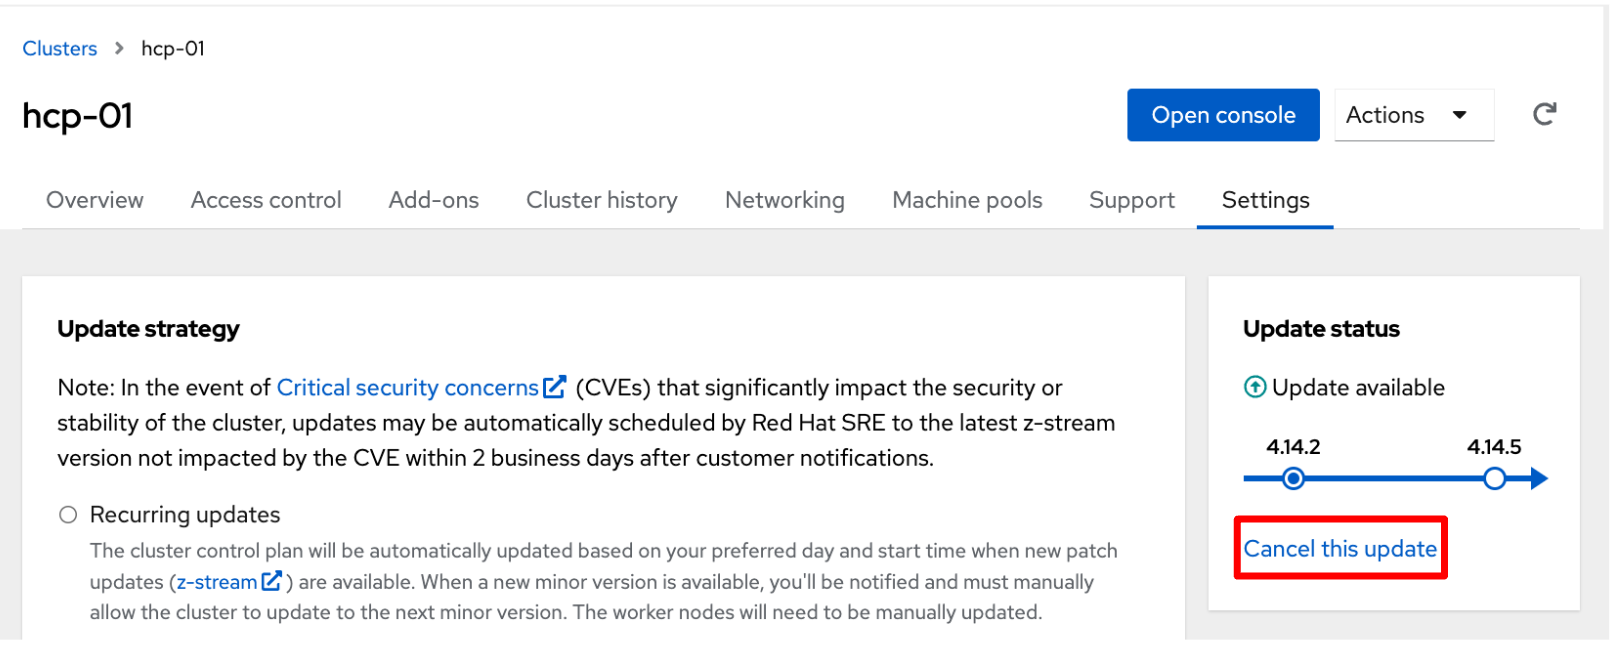 Clusters > hcp-01
hcp-01
Open console
Actions
Overview Access control Add-ons Cluster history Networking Machine pools Support Settings
Update strategy
Note: In the event of Critical security concerns (CVEs) that significantly impact the security or
stability of the cluster, updates may be automatically scheduled by Red Hat SRE to the latest z-stream
version not impacted by the CVE within 2 business days after customer notifications.
Recurring updates
The cluster control plan will be automatically updated based on your preferred day and start time when new patch
updates (z-stream ) are available. When a new minor version is available, you'll be notified and must manually
allow the cluster to update to the next minor version. The worker nodes will need to be manually updated.
Update status
Update available
4.14.2 4.14.5
Cancel this update